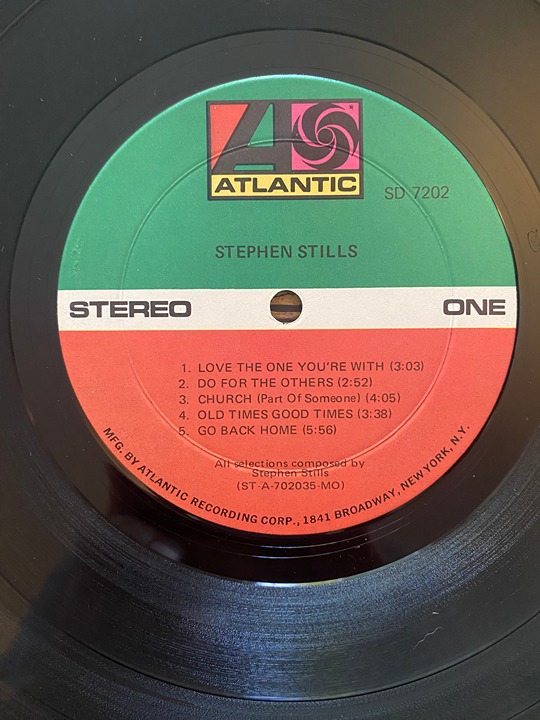 ATLANTIC
SD 7202
STEPHEN STILLS
STEREO
ONE
1. LOVE THE ONE YOU'RE WITH (3:03)
2. DO FOR THE OTHERS (2:52)
3. CHURCH (Part Of Someone) (4:05)
4. OLD TIMES GOOD TIMES (3:38)
5. GO BACK HOME (5:56)
All selections composed by
Stephen Stills
(ST-A-702035-MO)
MFG. BY ATLANTIC RECORDING CORP., 1841 BROADWAY, NEW YORK, N.Y.